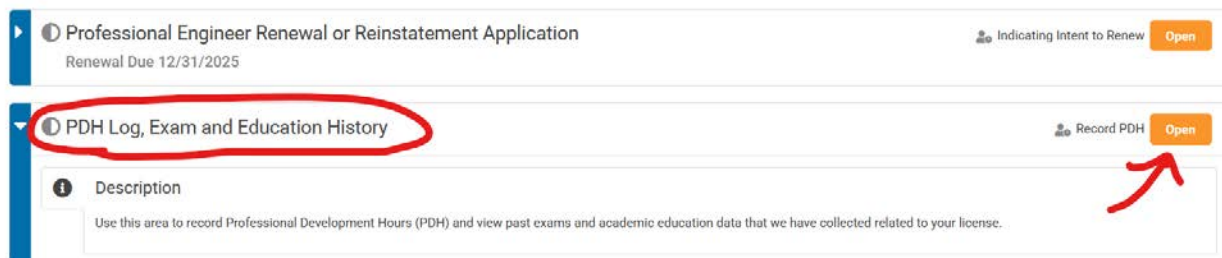 Professional Engineer Renewal or Reinstatement Application
Indicating Intent to Renew
Open
Renewal Due 12/31/2025
PDH Log, Exam and Education History
Record PDH
Open
Description
Use this area to record Professional Development Hours (PDH) and view past exams and academic education data that we have collected related to your license.